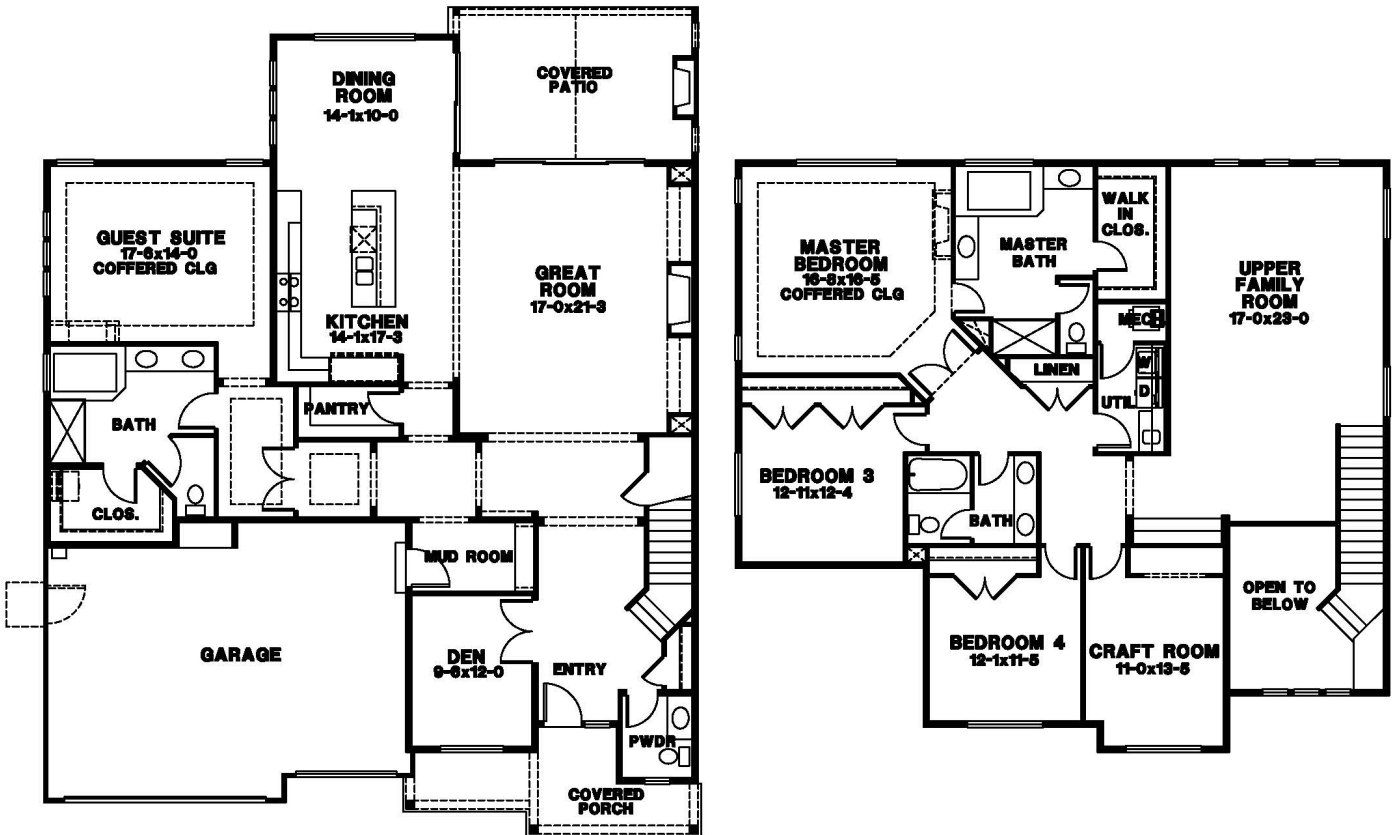 COVERED
PATIO
DINING
ROOM
14-1x10-0
GUEST SUITE
17-6x14-0
COFFERED CLG
GREAT
ROOM
17-0x21-3
KITCHEN
14-1x17-3
PANTRY
BATH
CLOS.
MUD ROOM
GARAGE
DEN
9-6x12-0
ENTRY
PWDR
COVERED
PORCH
MASTER
BEDROOM
16-8x16-5
COFFERED CLG
MASTER
BATH
WALK
IN
CLOS.
UPPER
FAMILY
ROOM
17-0x23-0
MECH
LINEN
W
D
UTIL
BEDROOM 3
12-11x12-4
BATH
OPEN TO
BELOW
BEDROOM 4
12-1x11-5
CRAFT ROOM
11-0x13-5